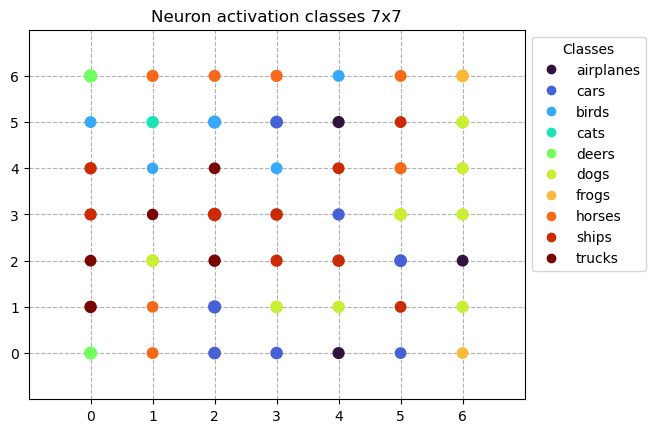 Neuron activation classes 7x7
Classes
airplanes
cars
birds
cats
deers
dogs
frogs
horses
ships
trucks
6
5
4
3
2
1
0
0 1 2 3 4 5 6